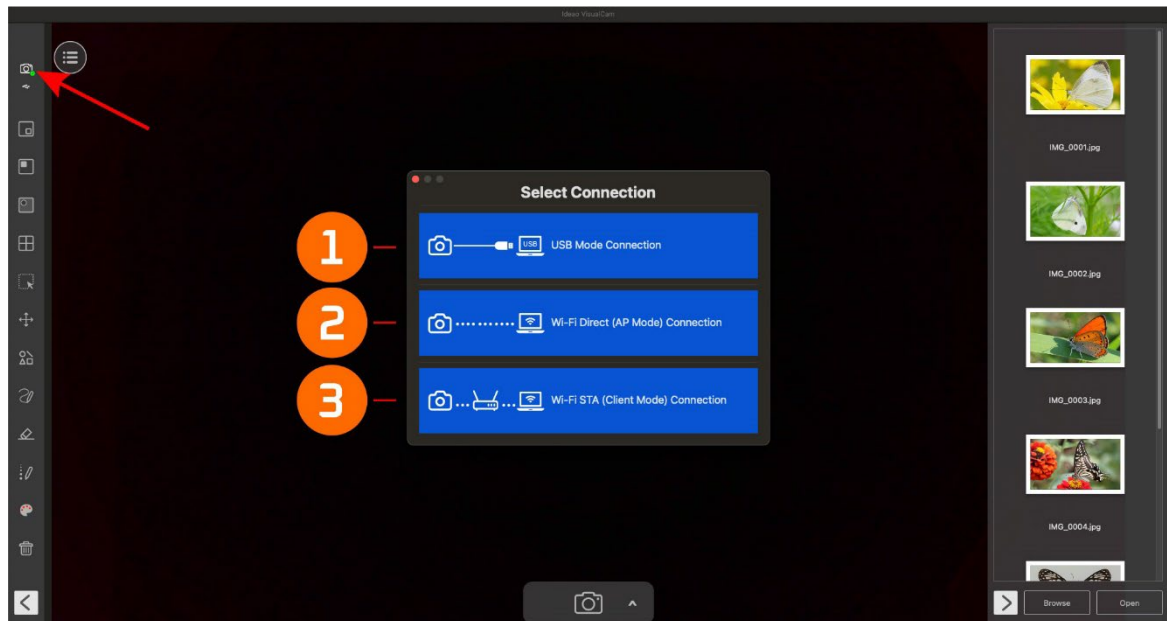 Ideao VisualCam
Select Connection
1
USB
USB Mode Connection
2
Wi-Fi Direct (AP Mode) Connection
3
Wi-Fi STA (Client Mode) Connection
IMG_0001.jpg
IMG_0002.jpg
IMG_0003.jpg
IMG_0004.jpg
Browse
Open